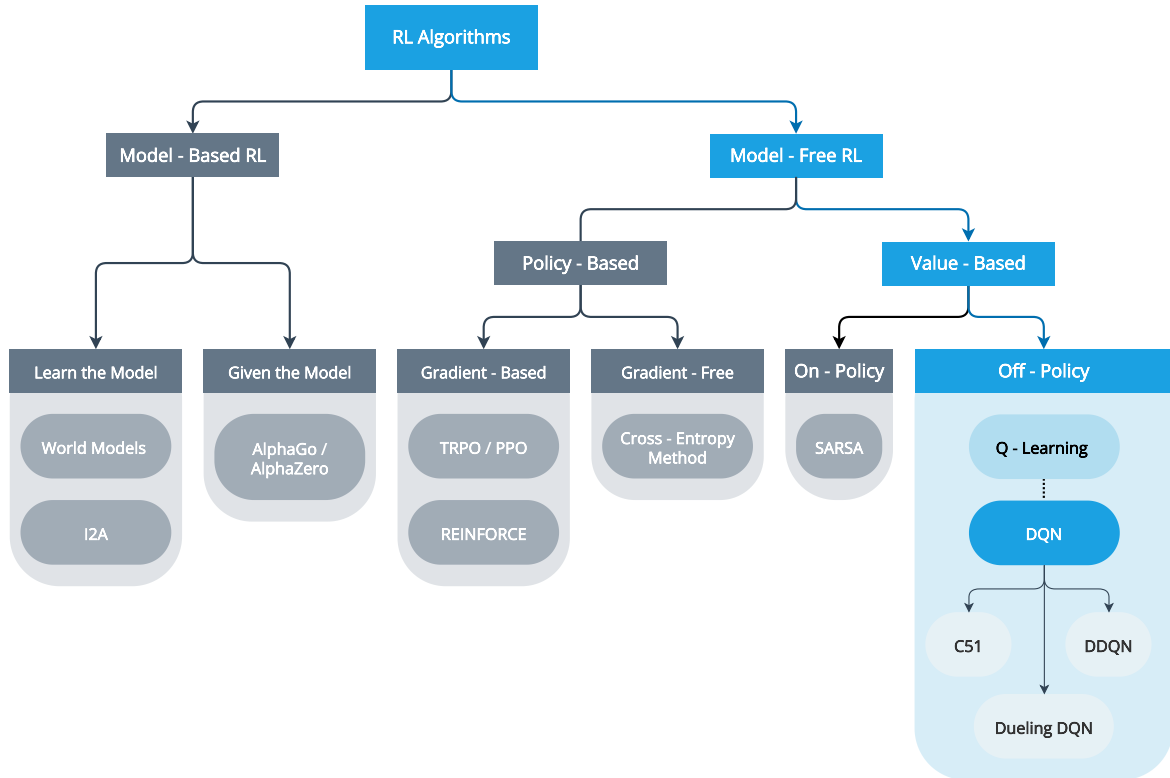 RL Algorithms
Model - Based RL
Model - Free RL
Policy - Based
Value - Based
Learn the Model
Given the Model
Gradient - Based
Gradient - Free
On - Policy
Off - Policy
World Models
I2A
AlphaGo /
AlphaZero
TRPO / PPO
REINFORCE
Cross - Entropy
Method
SARSA
Q - Learning
DQN
C51
DDQN
Dueling DQN